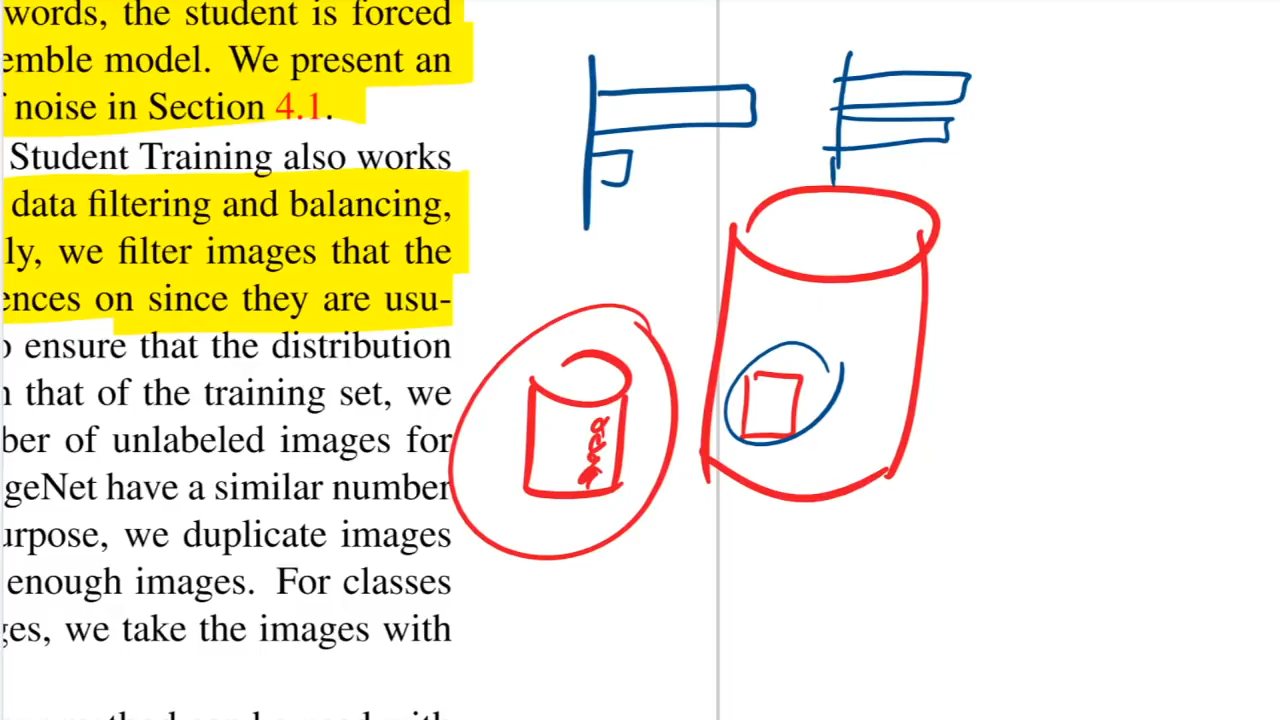 words, the student is forced
emble model. We present an
noise in Section 4.1.
Student Training also works
data filtering and balancing,
ly, we filter images that the
ences on since they are usu-
ensure that the distribution
that of the training set, we
ber of unlabeled images for
geNet have a similar number
urpose, we duplicate images
enough images. For classes
ges, we take the images with